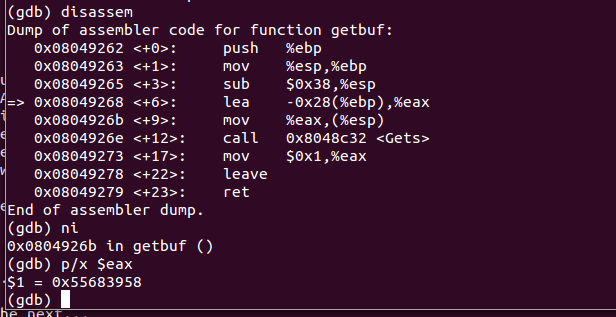 (gdb) disassem
Dump of assembler code for function getbuf:
0x08049262 <+0>: push %ebp
0x08049263 <+1>: mov %esp,%ebp
0x08049265 <+3>: sub $0x38,%esp
=> 0x08049268 <+6>: lea -0x28(%ebp),%eax
0x0804926b <+9>: mov %eax,(%esp)
0x0804926e <+12>: call 0x8048c32 <Gets>
0x08049273 <+17>: mov $0x1,%eax
0x08049278 <+22>: leave
0x08049279 <+23>: ret
End of assembler dump.
(gdb) ni
0x0804926b in getbuf ()
(gdb) p/x $eax
$1 = 0x55683958
(gdb)
he next...